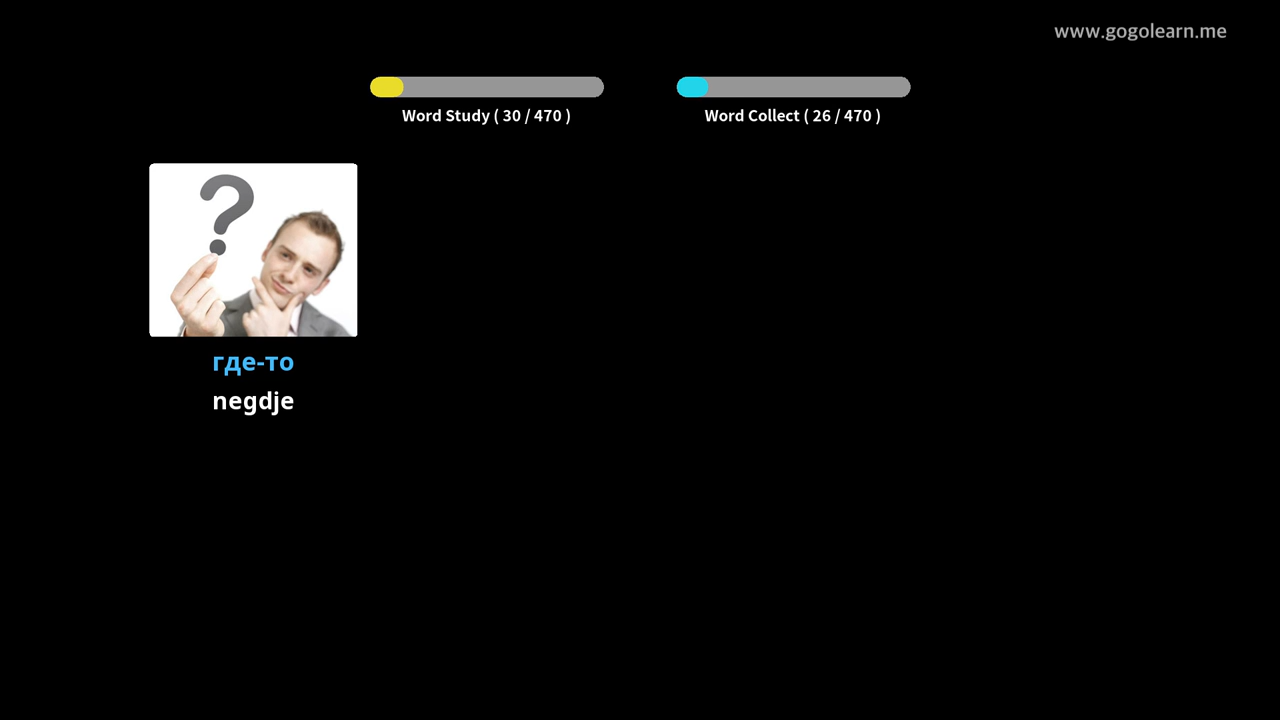 www.gogolearn.me
Word Study ( 30 / 470 )
Word Collect ( 26 / 470 )
?
где-то
negdje